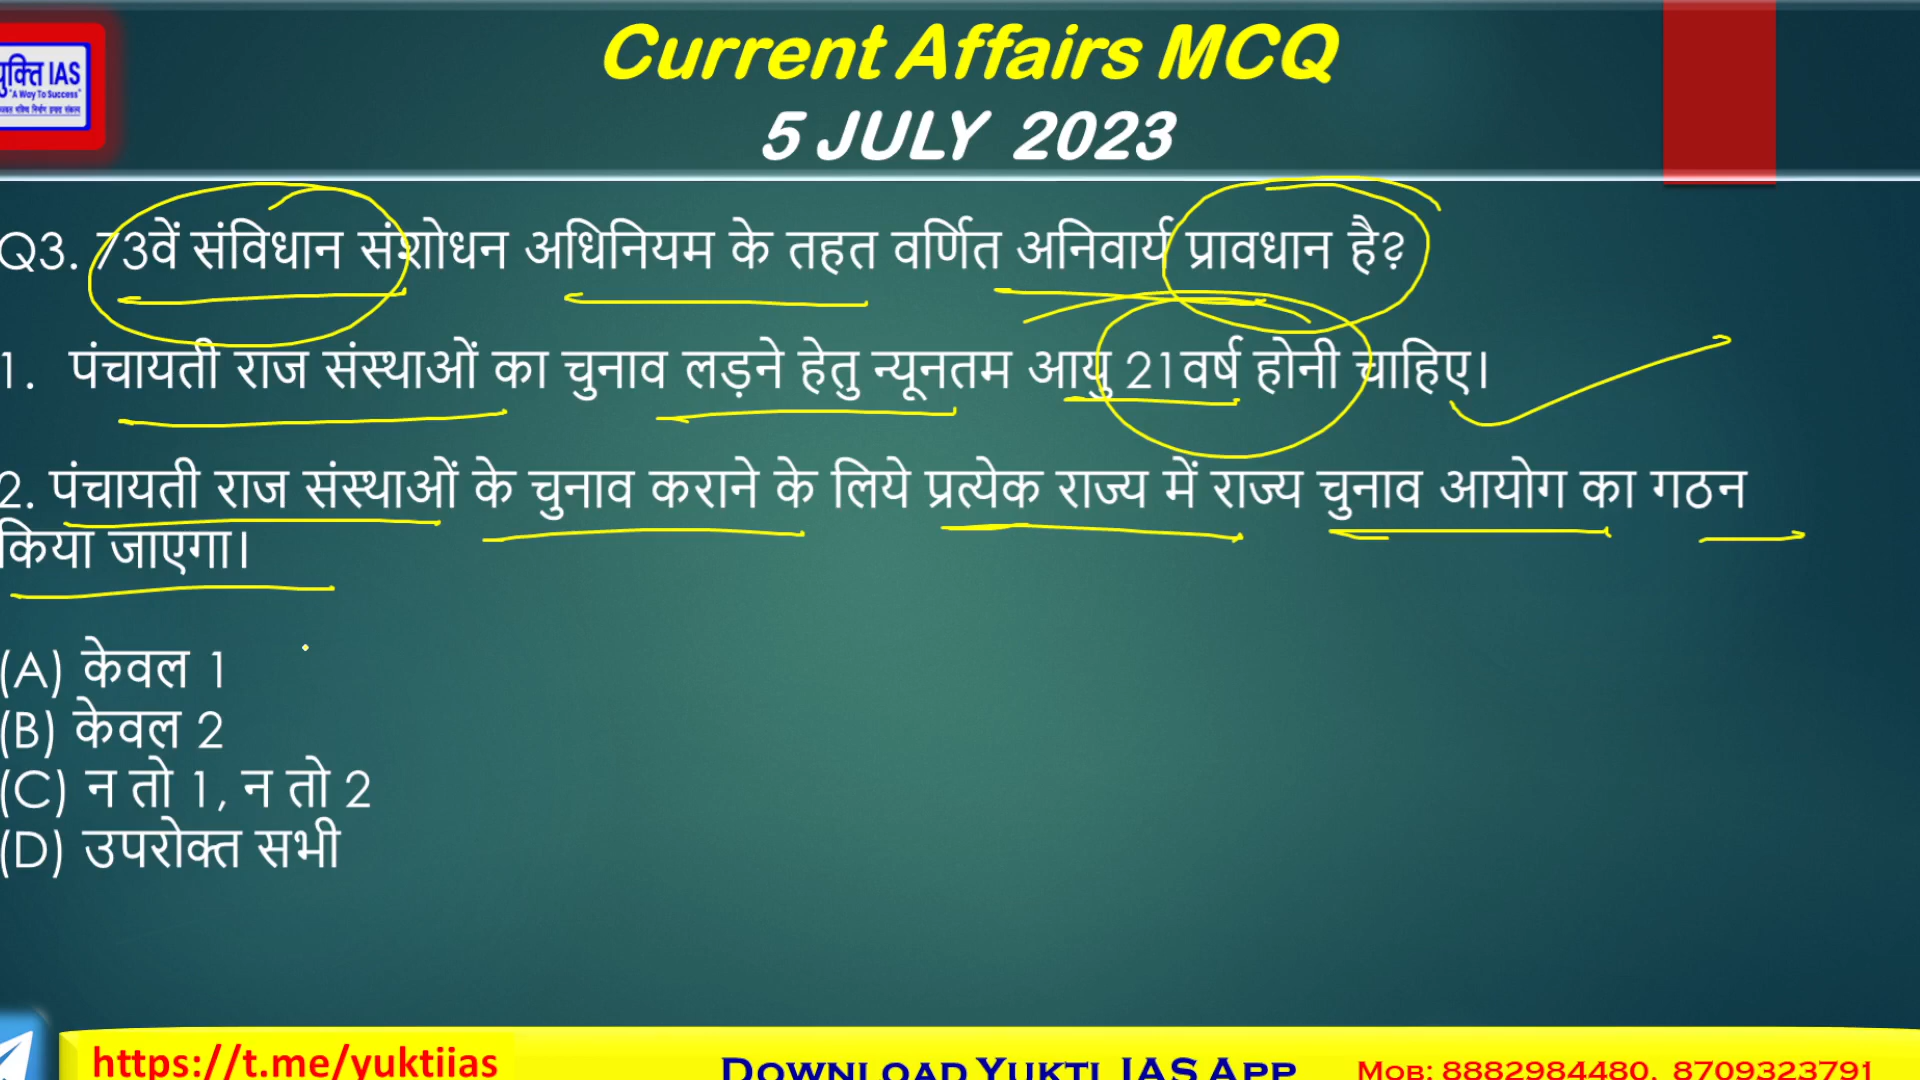 युक्ति IAS
"A Way To Success"
Current Affairs MCQ
5 JULY 2023
Q3. 73वें संविधान संशोधन अधिनियम के तहत वर्णित अनिवार्य प्रावधान है?
1. पंचायती राज संस्थाओं का चुनाव लड़ने हेतु न्यूनतम आयु 21वर्ष होनी चाहिए।
2. पंचायती राज संस्थाओं के चुनाव कराने के लिये प्रत्येक राज्य में राज्य चुनाव आयोग का गठन
किया जाएगा।
(A) केवल 1
(B) केवल 2
(C) न तो 1, न तो 2
(D) उपरोक्त सभी
https://t.me/yuktiias
Download Yukti IAS App
Mob: 8882984480, 8709323791